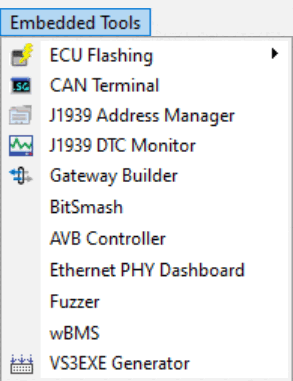 Embedded Tools
ECU Flashing
SG CAN Terminal
J1939 Address Manager
J1939 DTC Monitor
Gateway Builder
BitSmash
AVB Controller
Ethernet PHY Dashboard
Fuzzer
wBMS
VS3EXE Generator